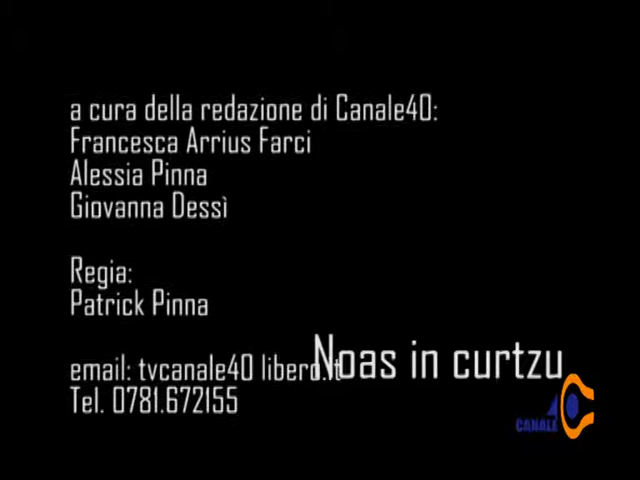 a cura della redazione di Canale40:
Francesca Arrius Farci
Alessia Pinna
Giovanna Dessì
Regia:
Patrick Pinna
email: tvcanale40 libero.it
Tel. 0781.672155
Noas in curtzu
CANALE 40